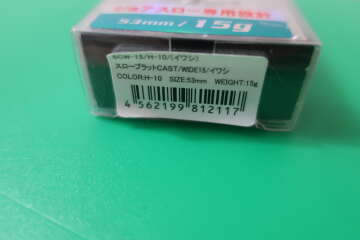 53mm / 15g
SCW-15/H-10/(イワシ)
スローブラットCAST/WIDE15/イワシ
COLOR:H-10 SIZE:53mm WEIGHT:15g
4 562199 812117